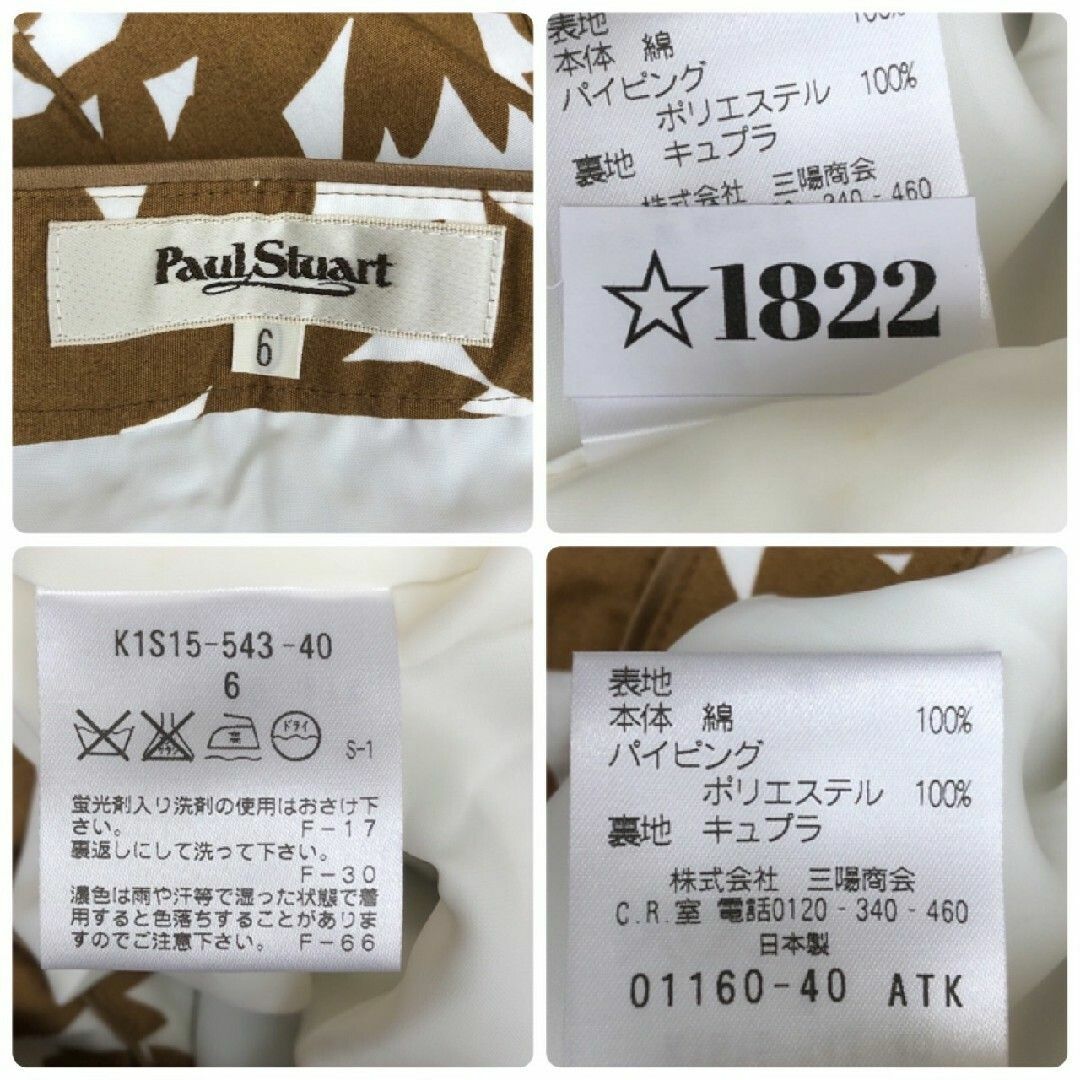 Paul Stuart
6
表地
100%
本体 綿
パイピング
ポリエステル 100%
裏地 キュプラ
株式会社 三陽商会
340 - 460
☆1822
K1S15-543-40
6
ドライ
高
S-1
蛍光剤入り洗剤の使用はおさけ下
さい。 F-17
裏返しにして洗って下さい。
F-30
濃色は雨や汗等で湿った状態で着
用すると色落ちすることがありま
すのでご注意下さい。 F-66
表地
本体 綿 100%
パイピング
ポリエステル 100%
裏地 キュプラ
株式会社 三陽商会
C.R.室 電話0120-340-460
日本製
01160-40 ATK